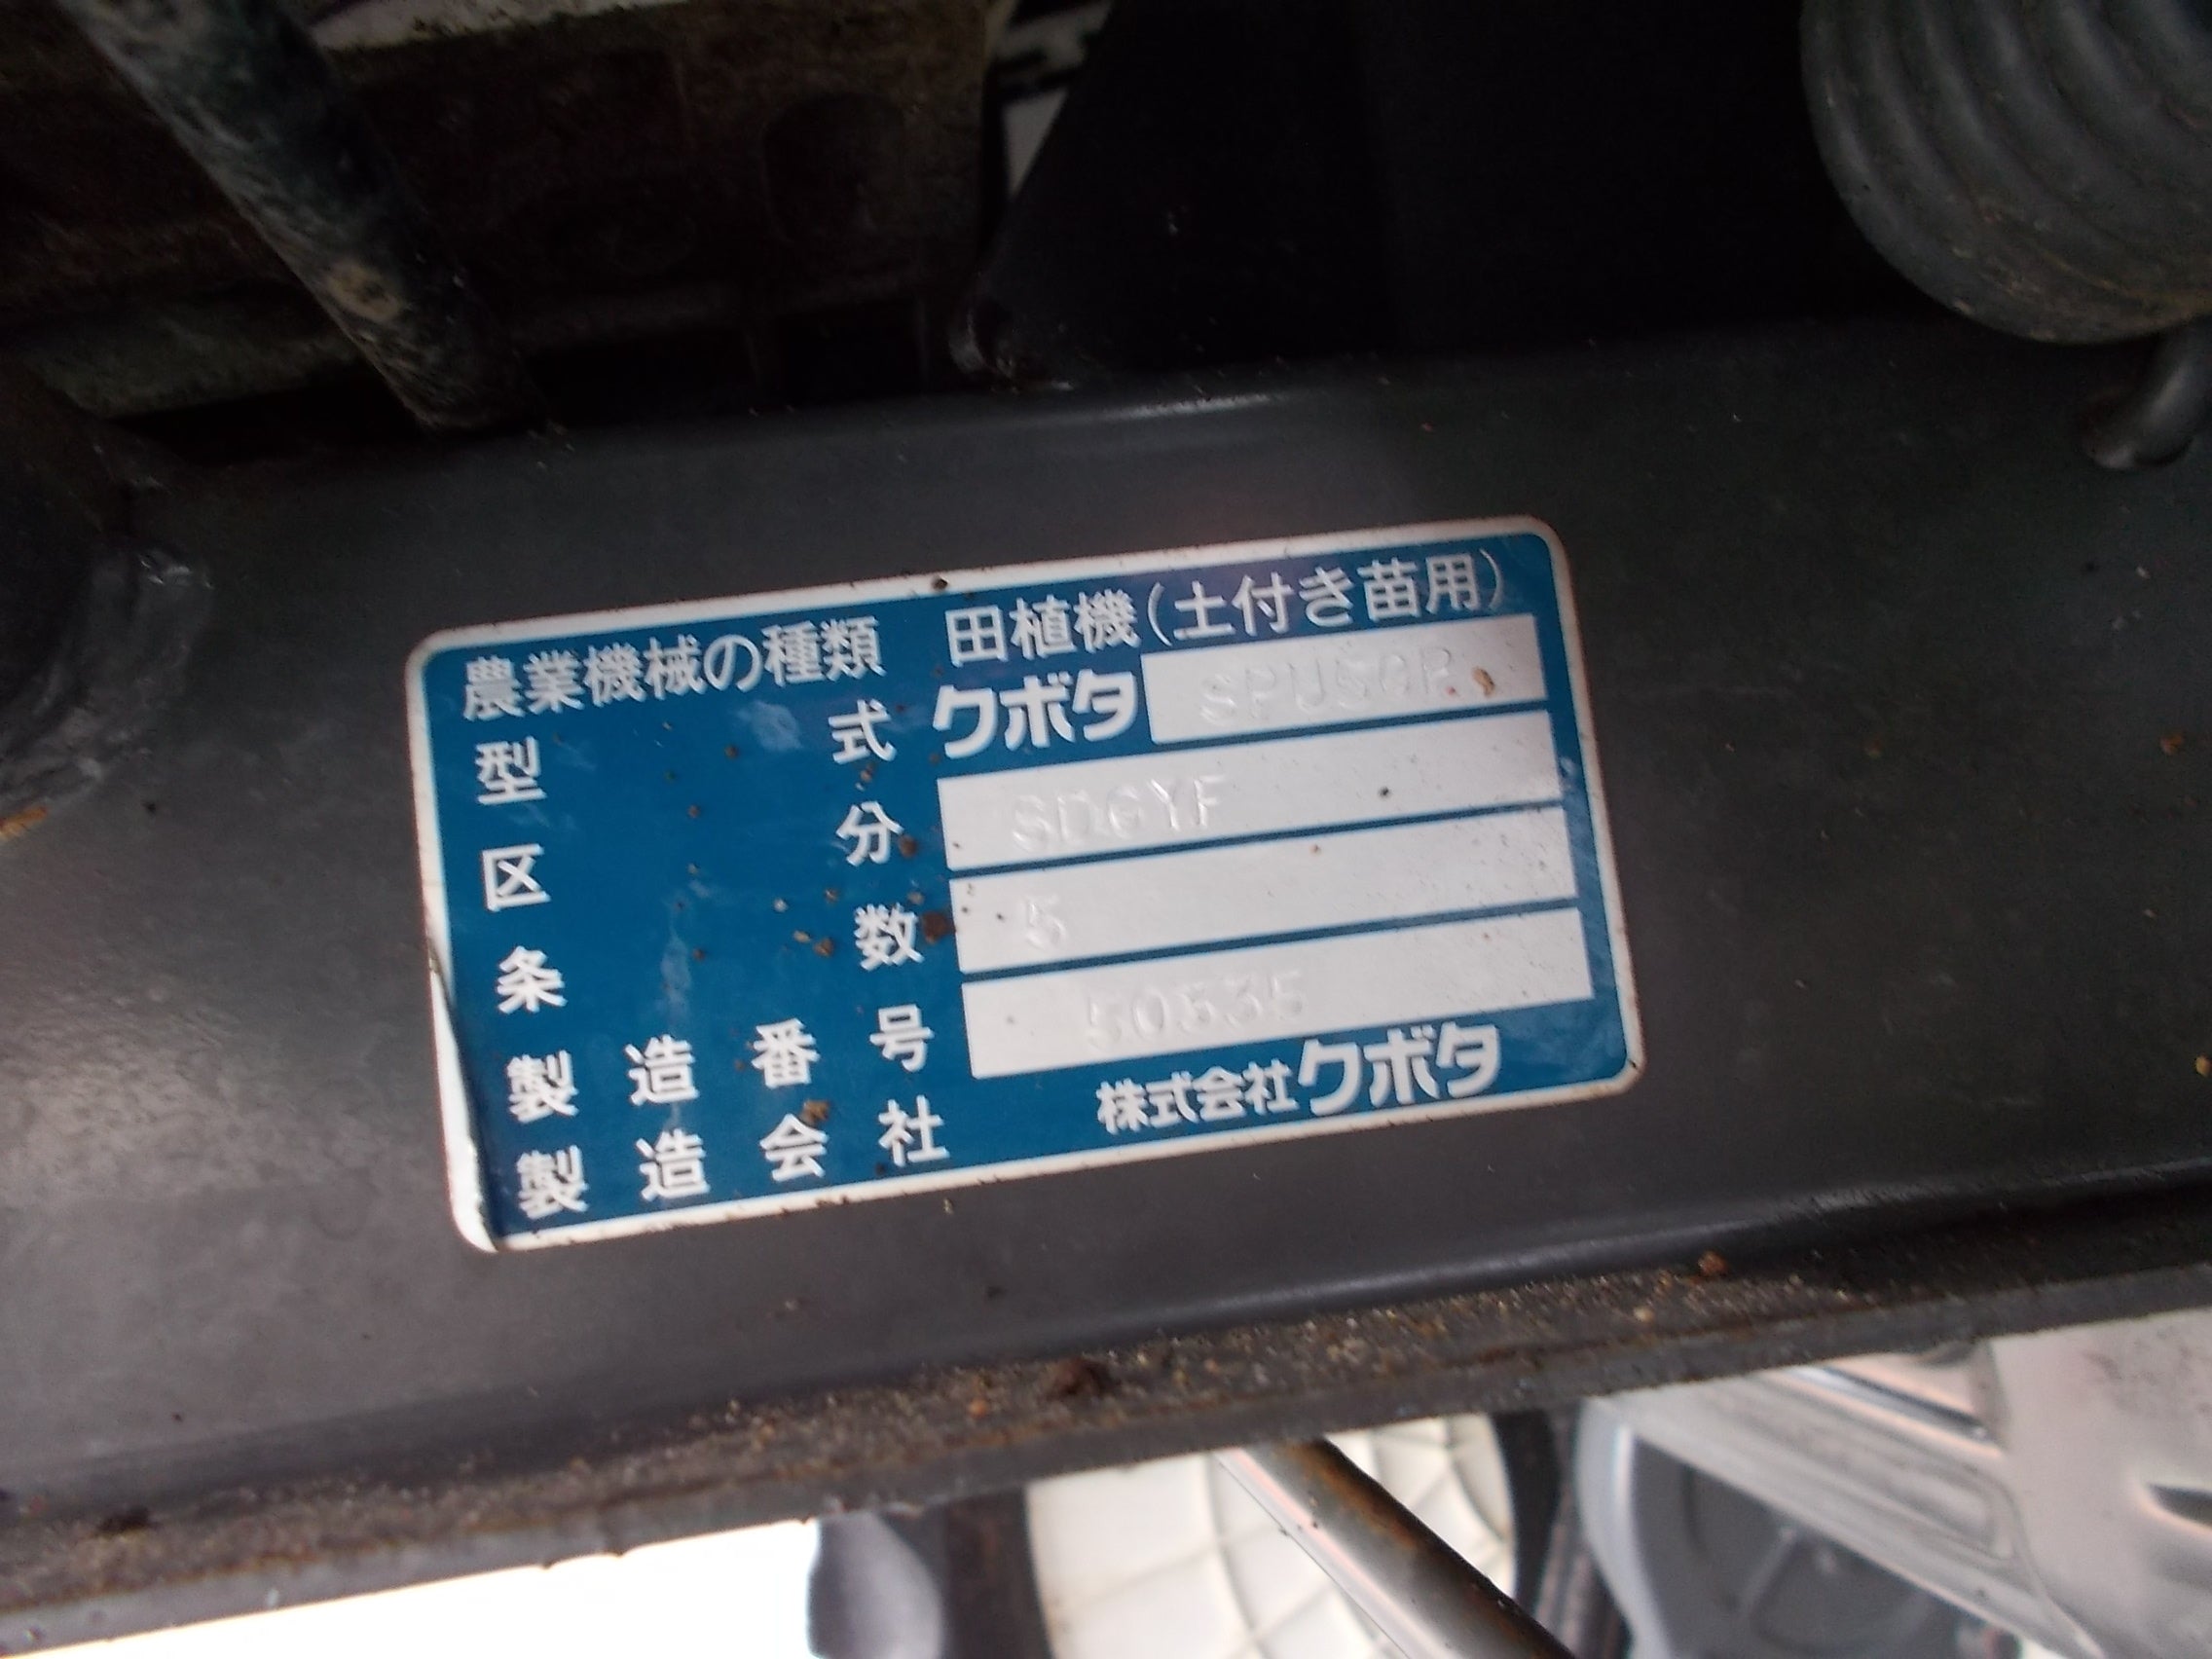 農業機械の種類 田植機(土付き苗用)
型式 クボタ SPU50P
区分 SD6YF
条数 5
製造番号 50535
製造会社 株式会社クボタ